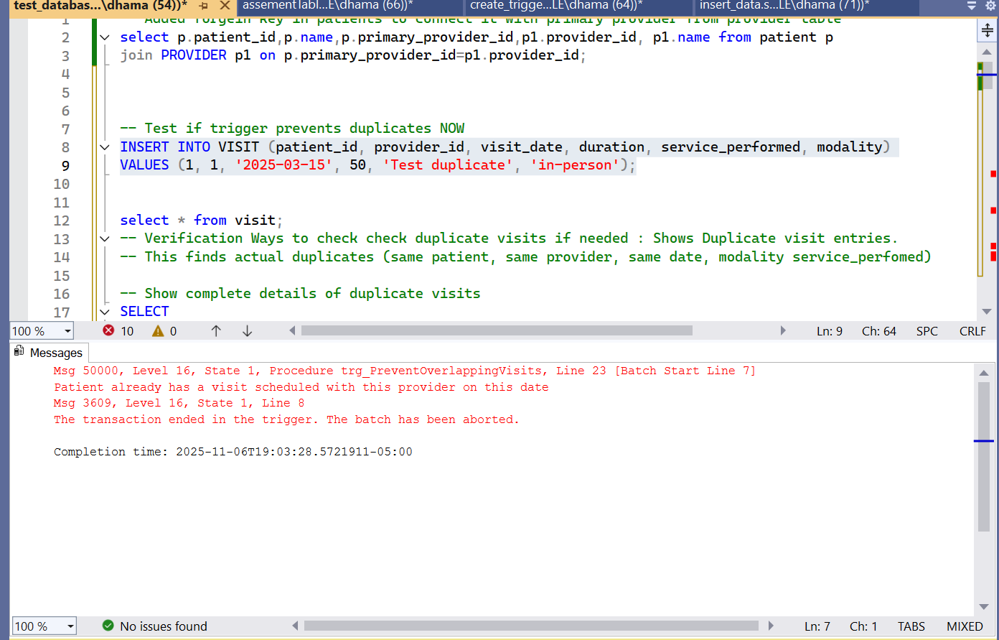 test_databas...\dhama (54))* assementTabl...E\dhama (66))* create_trigge...LE\dhama (64))* insert_data.s...LE\dhama (71))*
1 Added forgein key in patients to connect it with primary provider from provider table
2 select p.patient_id,p.name,p.primary_provider_id,p1.provider_id, p1.name from patient p
3 join PROVIDER p1 on p.primary_provider_id=p1.provider_id;
4
5
6
7 -- Test if trigger prevents duplicates NOW
8 INSERT INTO VISIT (patient_id, provider_id, visit_date, duration, service_performed, modality)
9 VALUES (1, 1, '2025-03-15', 50, 'Test duplicate', 'in-person');
10
11
12 select * from visit;
13 -- Verification Ways to check check duplicate visits if needed : Shows Duplicate visit entries.
14 -- This finds actual duplicates (same patient, same provider, same date, modality service_perfomed)
15
16 -- Show complete details of duplicate visits
17 SELECT
100 % 10 0 Ln: 9 Ch: 64 SPC CRLF
Messages
Msg 50000, Level 16, State 1, Procedure trg_PreventOverlappingVisits, Line 23 [Batch Start Line 7]
Patient already has a visit scheduled with this provider on this date
Msg 3609, Level 16, State 1, Line 8
The transaction ended in the trigger. The batch has been aborted.
Completion time: 2025-11-06T19:03:28.5721911-05:00
100 % No issues found Ln: 7 Ch: 1 TABS MIXED